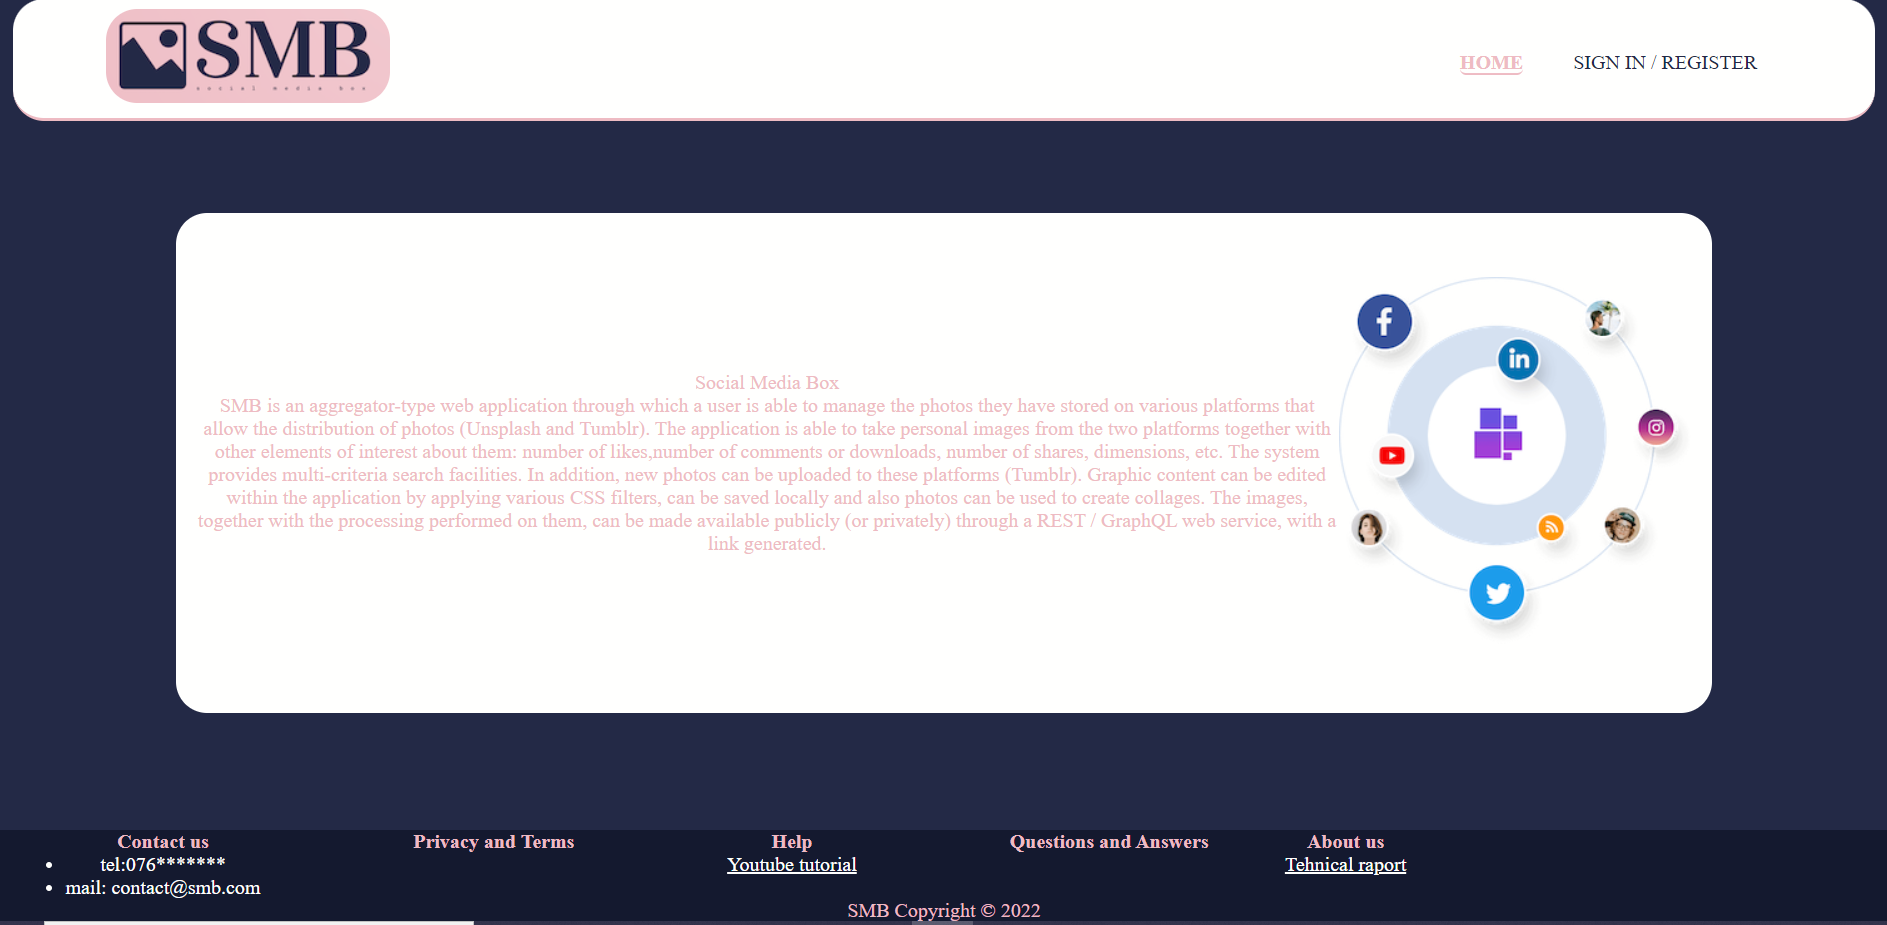 SMB
social media box
HOME
SIGN IN / REGISTER
Social Media Box
SMB is an aggregator-type web application through which a user is able to manage the photos they have stored on various platforms that
allow the distribution of photos (Unsplash and Tumblr). The application is able to take personal images from the two platforms together with
other elements of interest about them: number of likes,number of comments or downloads, number of shares, dimensions, etc. The system
provides multi-criteria search facilities. In addition, new photos can be uploaded to these platforms (Tumblr). Graphic content can be edited
within the application by applying various CSS filters, can be saved locally and also photos can be used to create collages. The images,
together with the processing performed on them, can be made available publicly (or privately) through a REST / GraphQL web service, with a
link generated.
f
in
Contact us
• tel:076*******
• mail: contact@smb.com
Privacy and Terms
Help
Youtube tutorial
Questions and Answers
About us
Tehnical raport
SMB Copyright © 2022